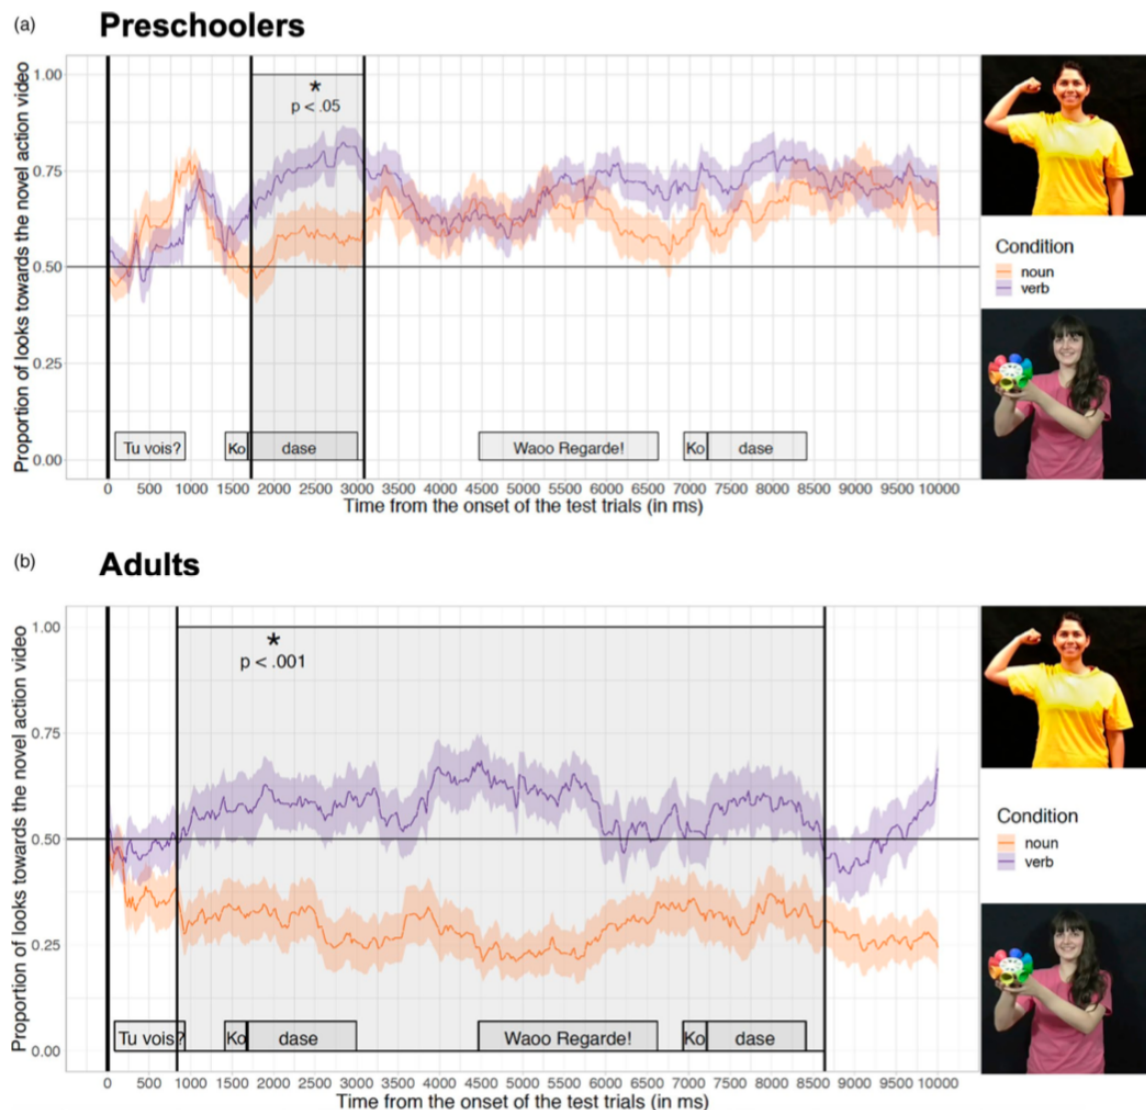 (a) Preschoolers
Proportion of looks towards the novel action video
1.00
0.75
0.50
0.25
0.00
*
p < .05
Tu vois?
Ko
dase
Waoo Regarde!
Ko
dase
0 500 1000 1500 2000 2500 3000 3500 4000 4500 5000 5500 6000 6500 7000 7500 8000 8500 9000 9500 10000
Time from the onset of the test trials (in ms)
Condition
noun
verb
(b) Adults
Proportion of looks towards the novel action video
1.00
0.75
0.50
0.25
0.00
*
p < .001
Tu vois?
Ko
dase
Waoo Regarde!
Ko
dase
0 500 1000 1500 2000 2500 3000 3500 4000 4500 5000 5500 6000 6500 7000 7500 8000 8500 9000 9500 10000
Time from the onset of the test trials (in ms)
Condition
noun
verb